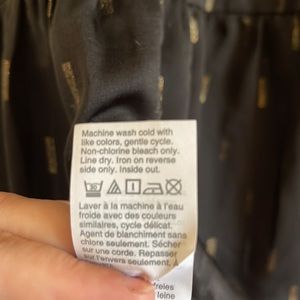 Machine wash cold with
like colors, gentle cycle.
Non-chlorine bleach only.
Line dry. Iron on reverse
side only. If needed.
Laver à la machine à l'eau
froide avec des couleurs
similaires, cycle délicat.
Agent de blanchiment sans
chlore seulement. Sécher
sur une corde. Repasser
sur l'envers seulement